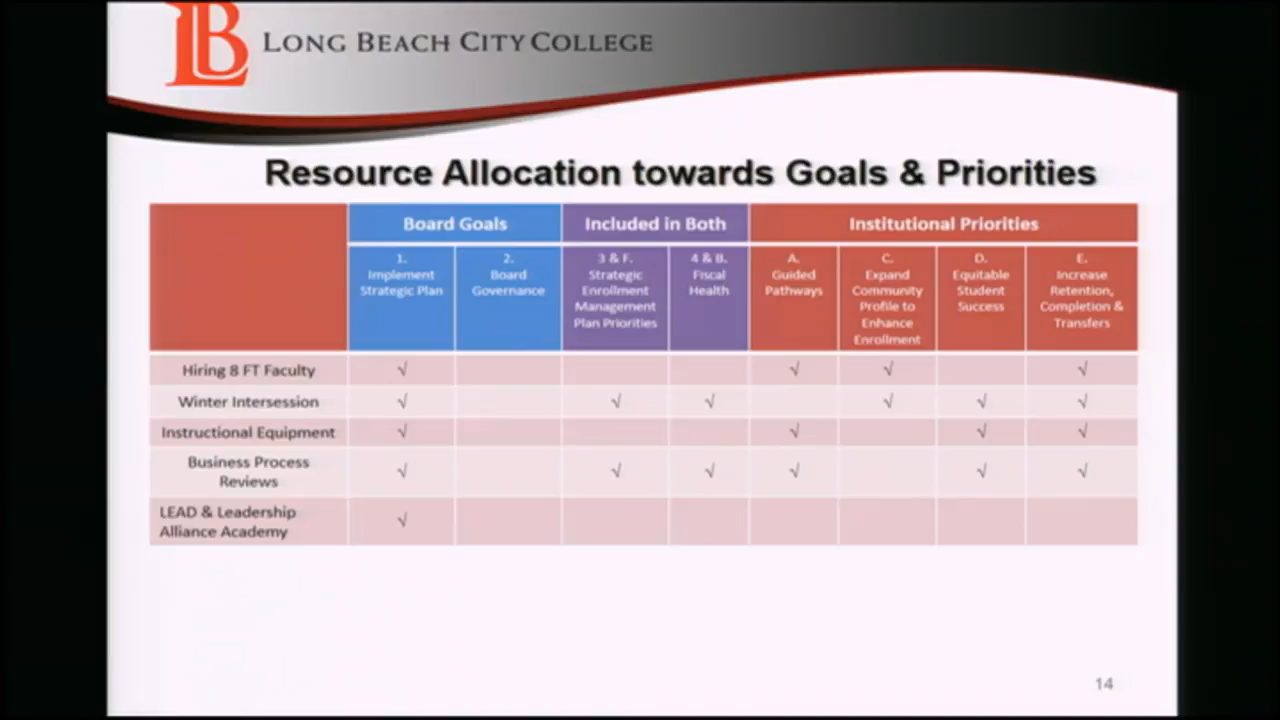 LB
LONG BEACH CITY COLLEGE
Resource Allocation towards Goals & Priorities
Board Goals
Included in Both
Institutional Priorities
1.
Implement
Strategic Plan
2.
Board
Governance
3 & F.
Strategic
Enrollment
Management
Plan Priorities
4 & B.
Fiscal
Health
A.
Guided
Pathways
C.
Expand
Community
Profile to
Enhance
Enrollment
D.
Equitable
Student
Success
E.
Increase
Retention,
Completion &
Transfers
Hiring 8 FT Faculty √ √ √ √
Winter Intersession √ √ √ √ √ √
Instructional Equipment √ √ √ √
Business Process
Reviews √ √ √ √ √ √
LEAD & Leadership
Alliance Academy √
14